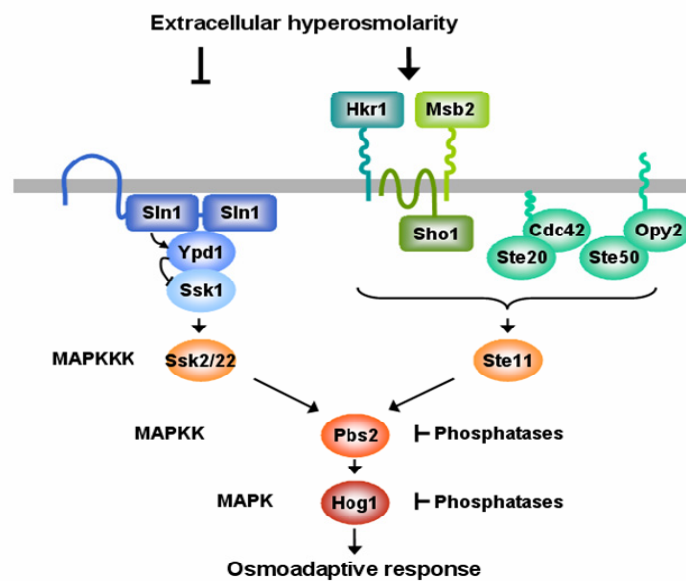 Extracellular hyperosmolarity
Hkr1 Msb2
Sln1 Sln1
Sho1
Cdc42 Opy2
Ypd1
Ste20 Ste50
Ssk1
MAPKKK Ssk2/22 Ste11
MAPKK Pbs2 Phosphatases
MAPK Hog1 Phosphatases
Osmoadaptive response